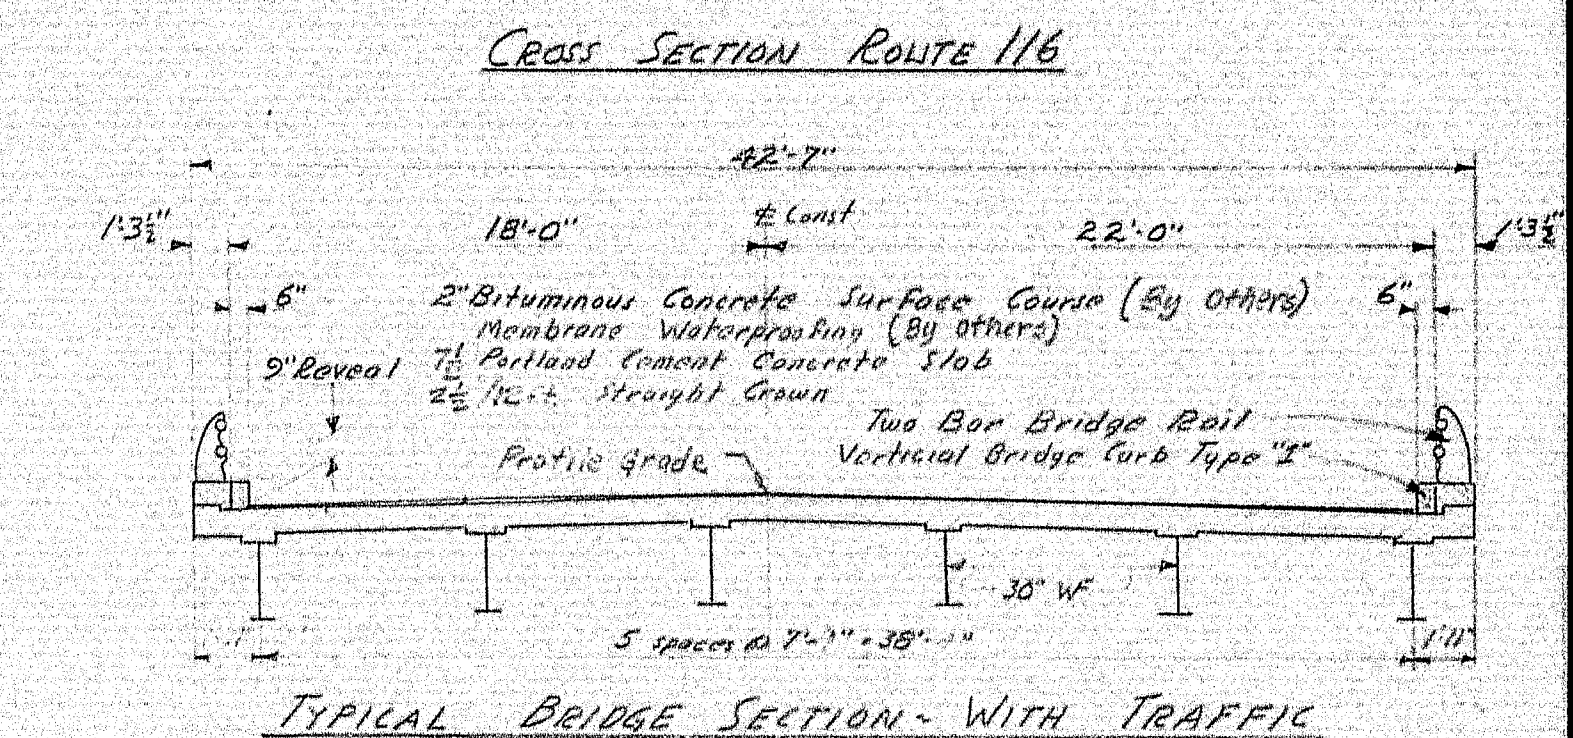 CROSS SECTION ROUTE 116
42'-7"
1'-3½"
18'-0"
℄ Const
22'-0"
1'3½"
6"
2" Bituminous Concrete Surface Course (By Others)
6"
Membrane Waterproofing (By Others)
9" Reveal
7½ Portland Cement Concrete Slab
2½ Straight Crown
Two Bar Bridge Rail
Profile Grade
Verticial Bridge Curb Type "I"
30" WF
5 spaces @
1'11"
TYPICAL BRIDGE SECTION - WITH TRAFFIC